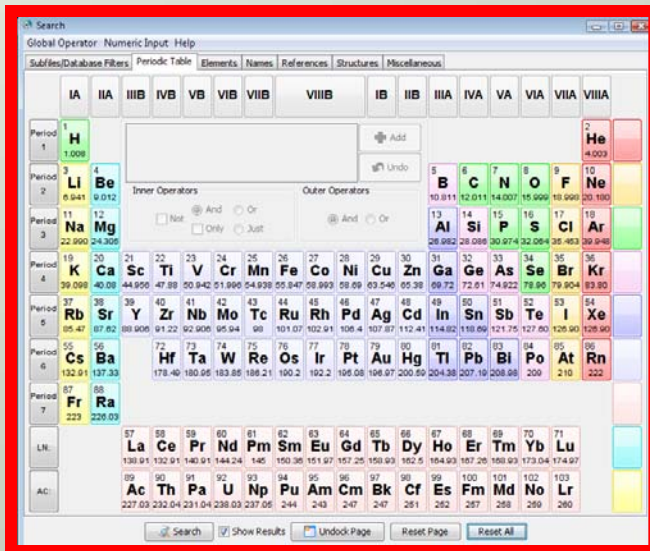 Search
Global Operator Numeric Input Help
Subfiles/Database Filters Periodic Table Elements Names References Structures Miscellaneous
IA IIA IIIB IVB VB VIB VIIB VIIIB IB IIB IIIA IVA VA VIA VIIA VIIIA
Period 1
1 2
H He
1.008 4.003
Add
Undo
Period 2
3 4 5 6 7 8 9 10
Li Be B C N O F Ne
6.941 9.012 10.811 12.011 14.007 15.999 18.998 20.180
Inner Operators Outer Operators
Not And Or And Or
Only Just
Period 3
11 12 13 14 15 16 17 18
Na Mg Al Si P S Cl Ar
22.990 24.305 26.982 28.086 30.974 32.064 35.453 39.948
Period 4
19 20 21 22 23 24 25 26 27 28 29 30 31 32 33 34 35 36
K Ca Sc Ti V Cr Mn Fe Co Ni Cu Zn Ga Ge As Se Br Kr
39.098 40.08 44.956 47.88 50.942 51.996 54.938 55.847 58.993 58.69 63.546 65.38 69.72 72.61 74.922 78.96 79.904 83.80
Period 5
37 38 39 40 41 42 43 44 45 46 47 48 49 50 51 52 53 54
Rb Sr Y Zr Nb Mo Tc Ru Rh Pd Ag Cd In Sn Sb Te I Xe
85.47 87.62 88.906 91.22 92.906 95.94 98 101.07 102.91 106.4 107.87 112.41 114.82 118.69 121.75 127.60 126.90
Period 6
55 56 72 73 74 75 76 77 78 79 80 81 82 83 84 85 86
Cs Ba Hf Ta W Re Os Ir Pt Au Hg Tl Pb Bi Po At Rn
132.91 137.33 178.49 180.95 183.85 186.21 190.2 192.2 195.08 196.97 200.59 204.38 207.19 208.98 209 210 222
Period 7
87 88
Fr Ra
223 226.03
LN:
57 58 59 60 61 62 63 64 65 66 67 68 69 70 71
La Ce Pr Nd Pm Sm Eu Gd Tb Dy Ho Er Tm Yb Lu
138.91 132.91 140.91 144.24 145 150.36 151.97 157.25 158.93 162.5 164.93 167.26 168.93 173.04 174.97
AC:
89 90 91 92 93 94 95 96 97 98 99 100 101 102 103
Ac Th Pa U Np Pu Am Cm Bk Cf Es Fm Md No Lr
227.03 232.04 231.04 238.03 237.05 244 243 247 247 251 252 257 258 259 260
Search Show Results Undock Page Reset Page Reset All